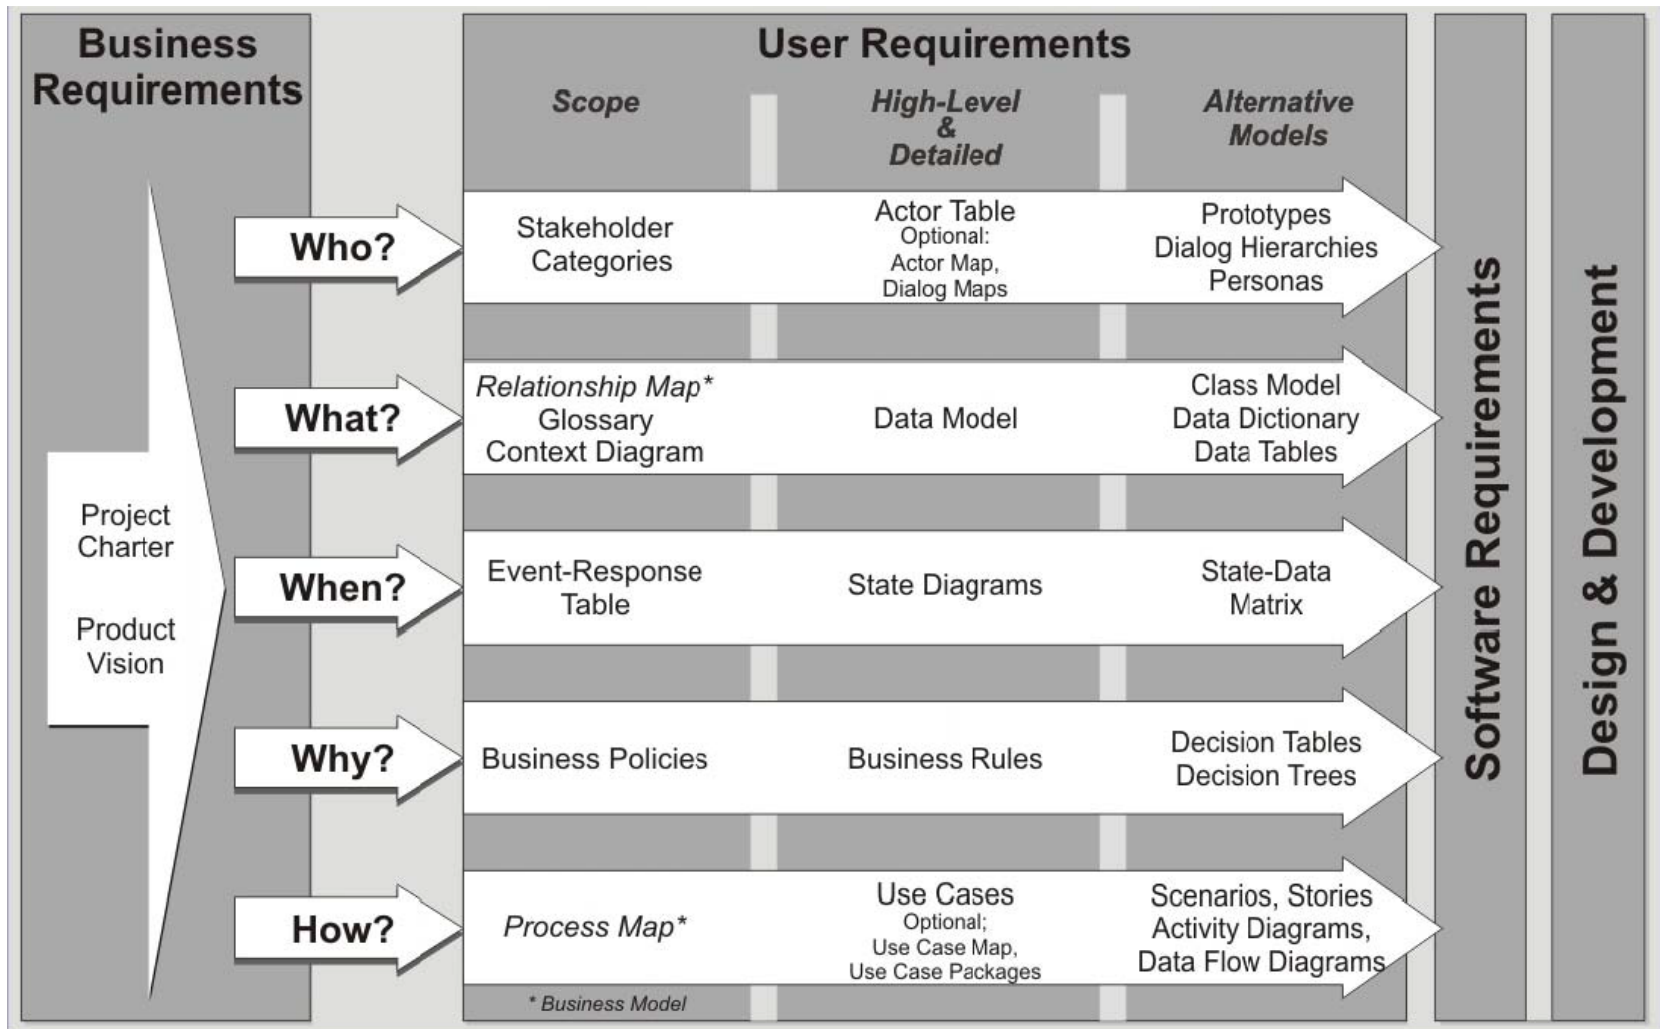 Business
Requirements
Project
Charter
Product
Vision
User Requirements
Scope
High-Level
&
Detailed
Alternative
Models
Who?
Stakeholder
Categories
Actor Table
Optional:
Actor Map,
Dialog Maps
Prototypes
Dialog Hierarchies
Personas
What?
Relationship Map*
Glossary
Context Diagram
Data Model
Class Model
Data Dictionary
Data Tables
When?
Event-Response
Table
State Diagrams
State-Data
Matrix
Why?
Business Policies
Business Rules
Decision Tables
Decision Trees
How?
Process Map*
Use Cases
Optional;
Use Case Map,
Use Case Packages
Scenarios, Stories
Activity Diagrams,
Data Flow Diagrams
* Business Model
Software Requirements
Design & Development